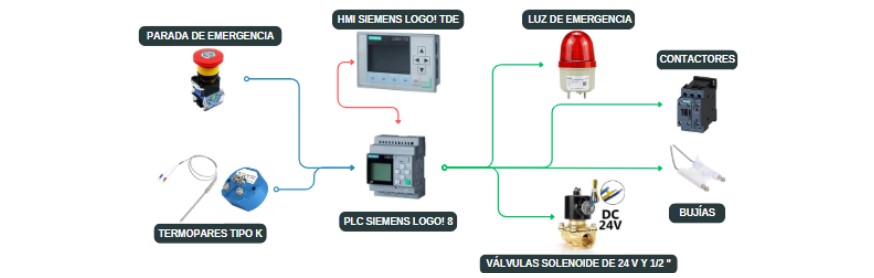 HMI SIEMENS LOGO! TDE
LUZ DE EMERGENCIA
PARADA DE EMERGENCIA
CONTACTORES
DC
24V
BUJÍAS
PLC SIEMENS LOGO! 8
TERMOPARES TIPO K
VÁLVULAS SOLENOIDE DE 24 V Y 1/2 "